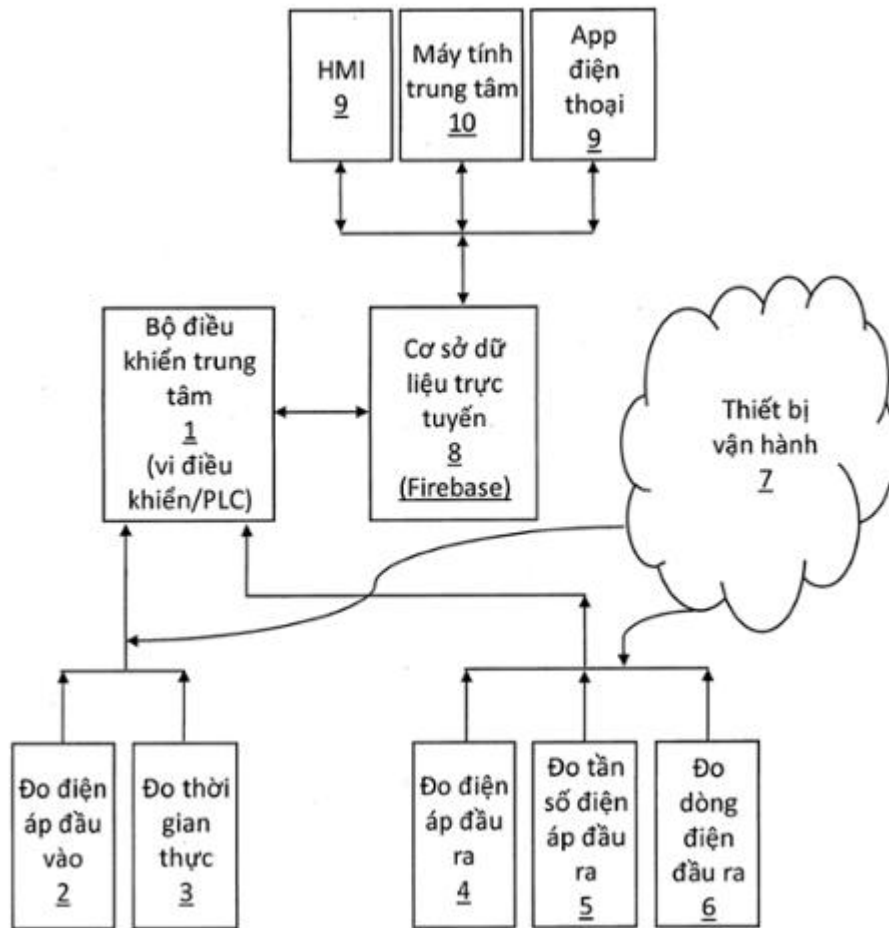 HMI
9
Máy tính
trung tâm
10
App
điện
thoại
9
Bộ điều
khiển trung
tâm
1
(vi điều
khiển/PLC)
Cơ sở dữ
liệu trực
tuyến
8
(Firebase)
Thiết bị
vận hành
7
Đo điện
áp đầu
vào
2
Đo thời
gian
thực
3
Đo điện
áp đầu
ra
4
Đo tần
số điện
áp đầu
ra
5
Đo
dòng
điện
đầu ra
6